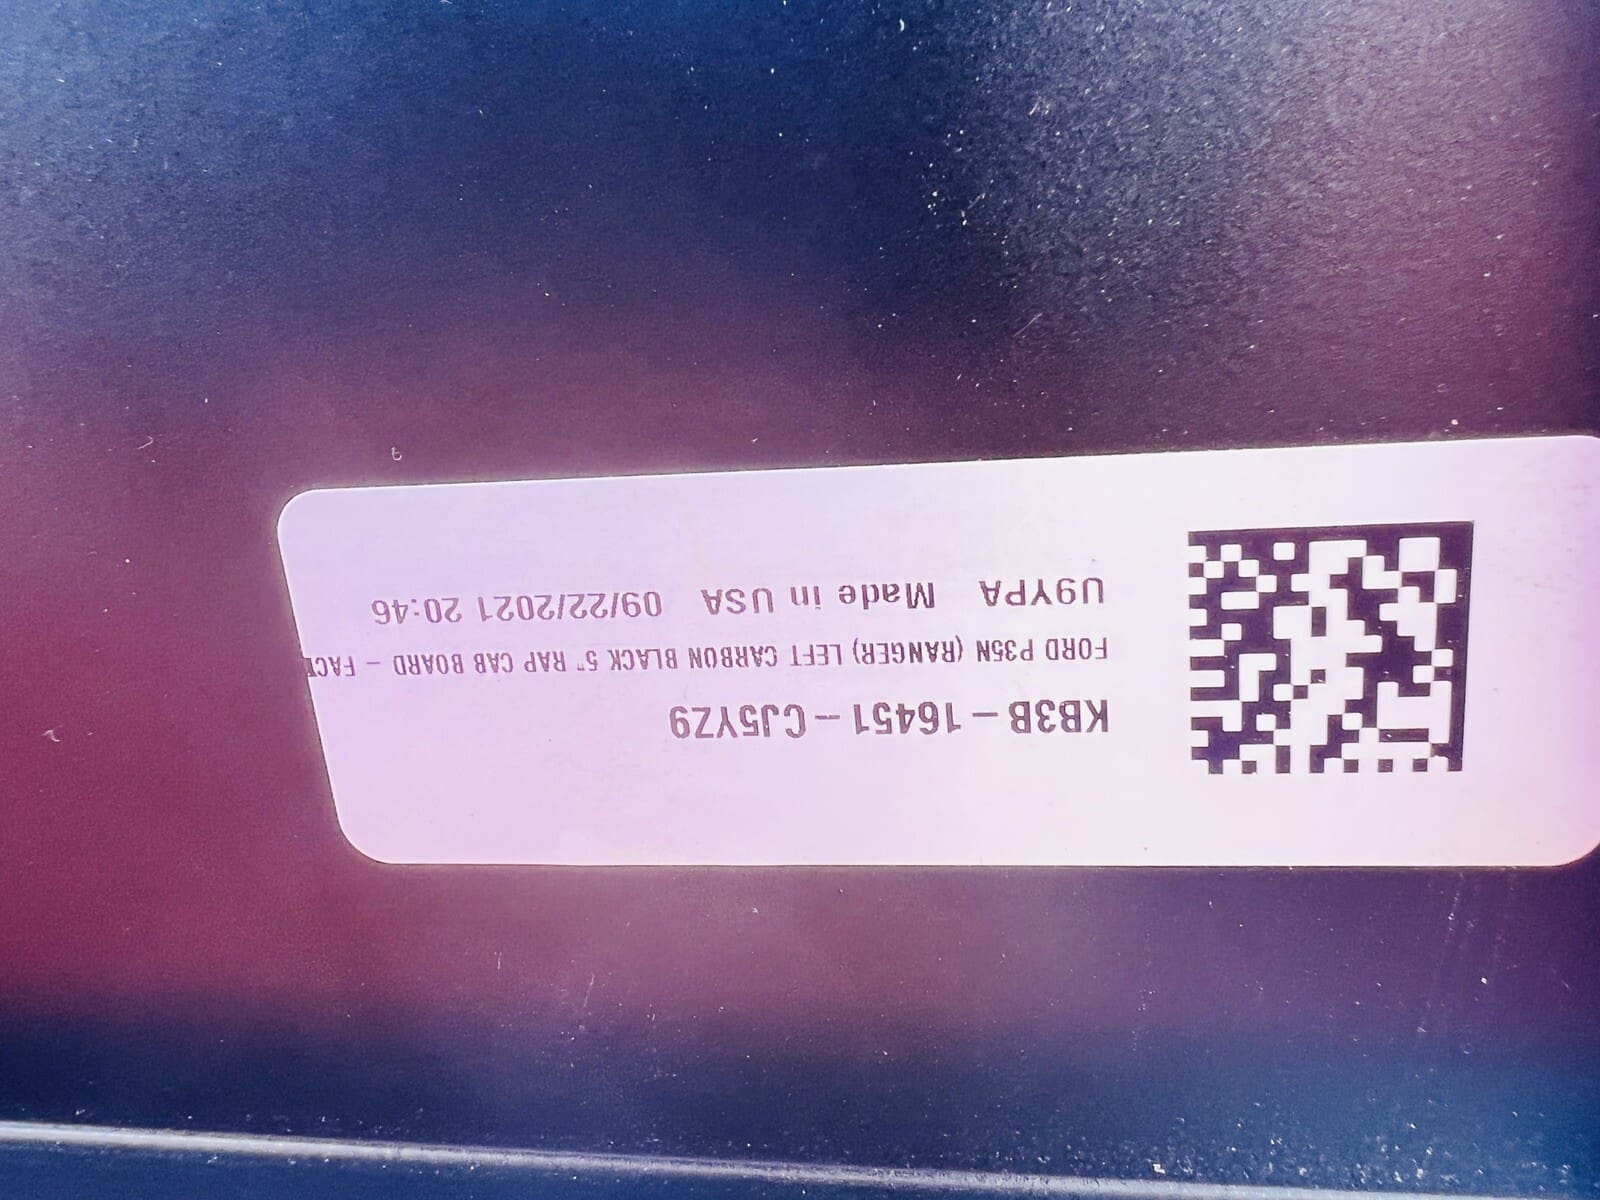 KB3B - 16451 - CJ5YZ9
FORD P35N (RANGER) LEFT CARBON BLACK 5" RAP CAB BOARD -
U9YPA Made in USA 09/22/2021 20:46